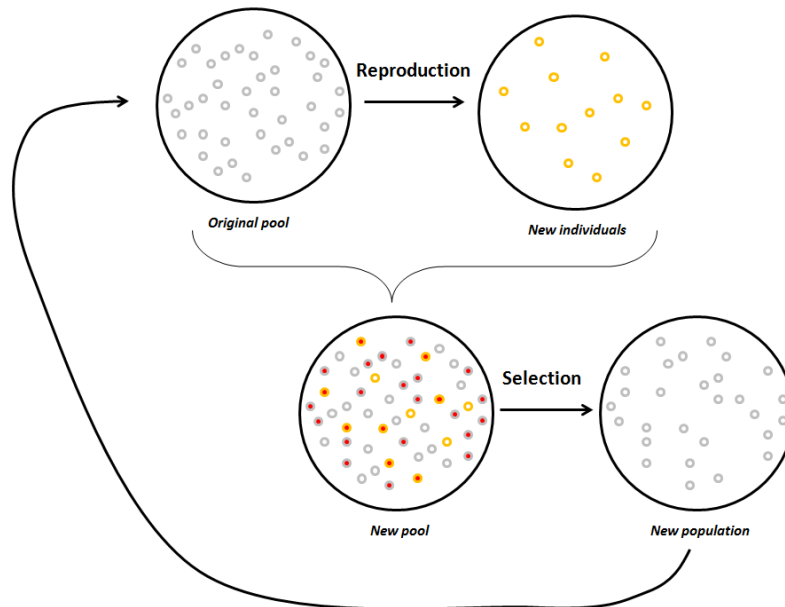 Reproduction
Original pool
New individuals
Selection
New pool
New population